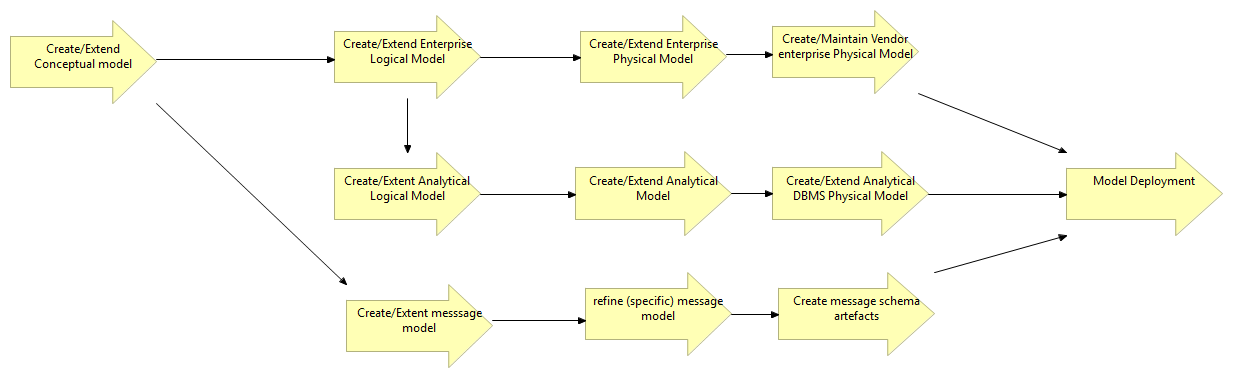 Create/Extend
Conceptual model
Create/Extend Enterprise
Logical Model
Create/Extend Enterprise
Physical Model
Create/Maintain Vendor
enterprise Physical Model
Create/Extent Analytical
Logical Model
Create/Extend Analytical
Model
Create/Extend Analytical
DBMS Physical Model
Model Deployment
Create/Extent messsage
model
refine (specific) message
model
Create message schema
artefacts